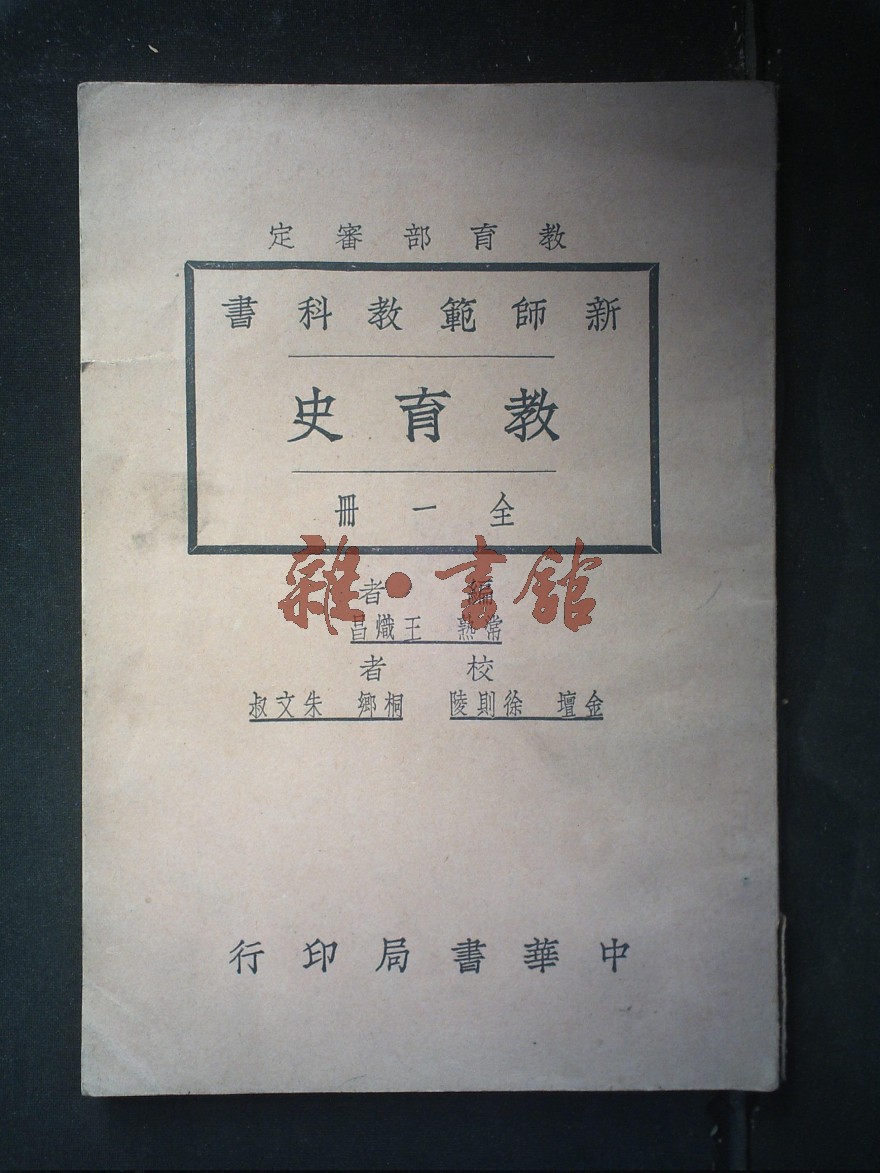 教育部審定
新師範教科書
教育史
全一冊
雜·書館
編者
常熟 王熾昌
校者
金壇 徐則陵 桐鄉 朱文叔
中華書局印行